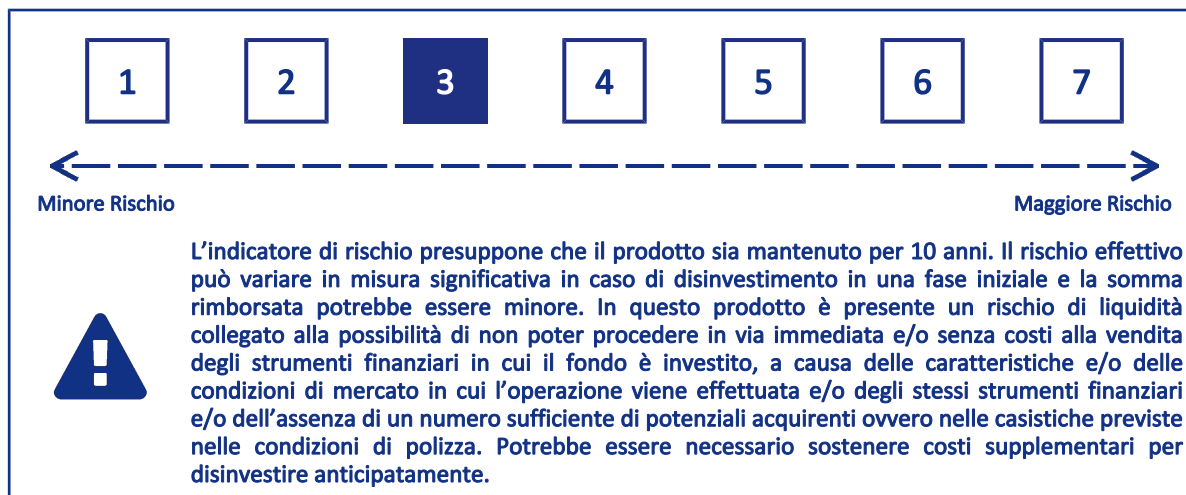 1 2 3 4 5 6 7
Minore Rischio Maggiore Rischio
L'indicatore di rischio presuppone che il prodotto sia mantenuto per 10 anni. Il rischio effettivo
può variare in misura significativa in caso di disinvestimento in una fase iniziale e la somma
rimborsata potrebbe essere minore. In questo prodotto è presente un rischio di liquidità
collegato alla possibilità di non poter procedere in via immediata e/o senza costi alla vendita
degli strumenti finanziari in cui il fondo è investito, a causa delle caratteristiche e/o delle
condizioni di mercato in cui l'operazione viene effettuata e/o degli stessi strumenti finanziari
e/o dell'assenza di un numero sufficiente di potenziali acquirenti ovvero nelle casistiche previste
nelle condizioni di polizza. Potrebbe essere necessario sostenere costi supplementari per
disinvestire anticipatamente.